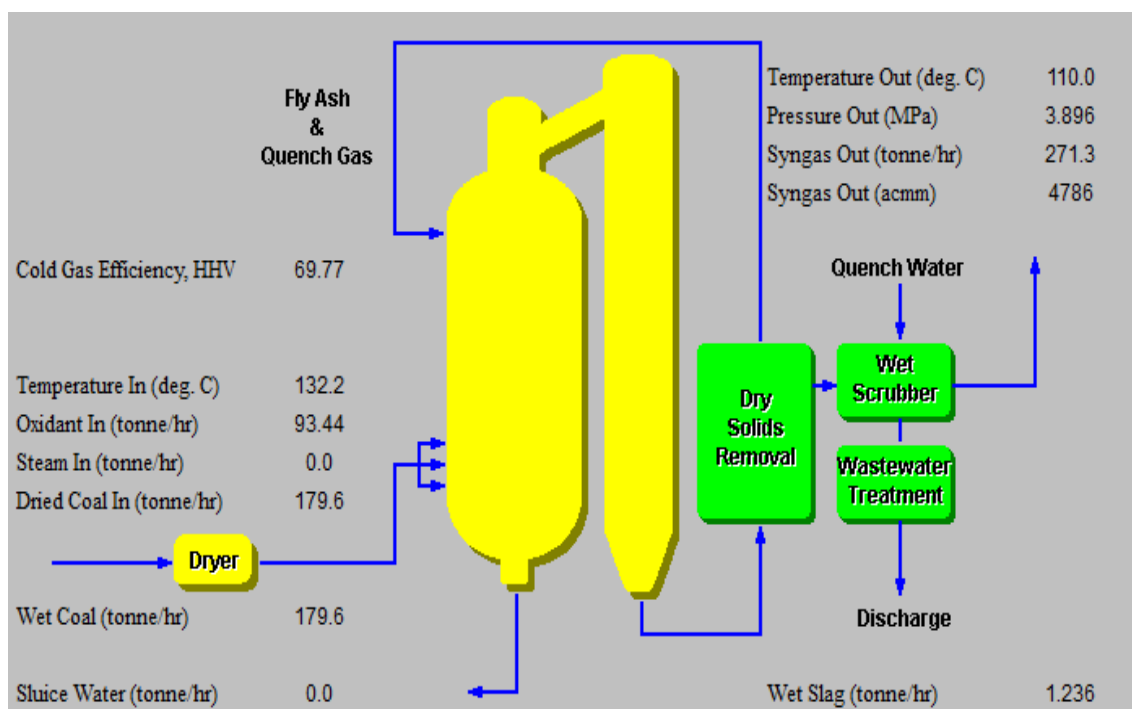 Fly Ash
&
Quench Gas
Temperature Out (deg. C) 110.0
Pressure Out (MPa) 3.896
Syngas Out (tonne/hr) 271.3
Syngas Out (acmm) 4786
Cold Gas Efficiency, HHV 69.77
Quench Water
Temperature In (deg. C) 132.2
Oxidant In (tonne/hr) 93.44
Steam In (tonne/hr) 0.0
Dried Coal In (tonne/hr) 179.6
Dry
Solids
Removal
Wet
Scrubber
Wastewater
Treatment
Dryer
Wet Coal (tonne/hr) 179.6
Discharge
Sluice Water (tonne/hr) 0.0
Wet Slag (tonne/hr) 1.236